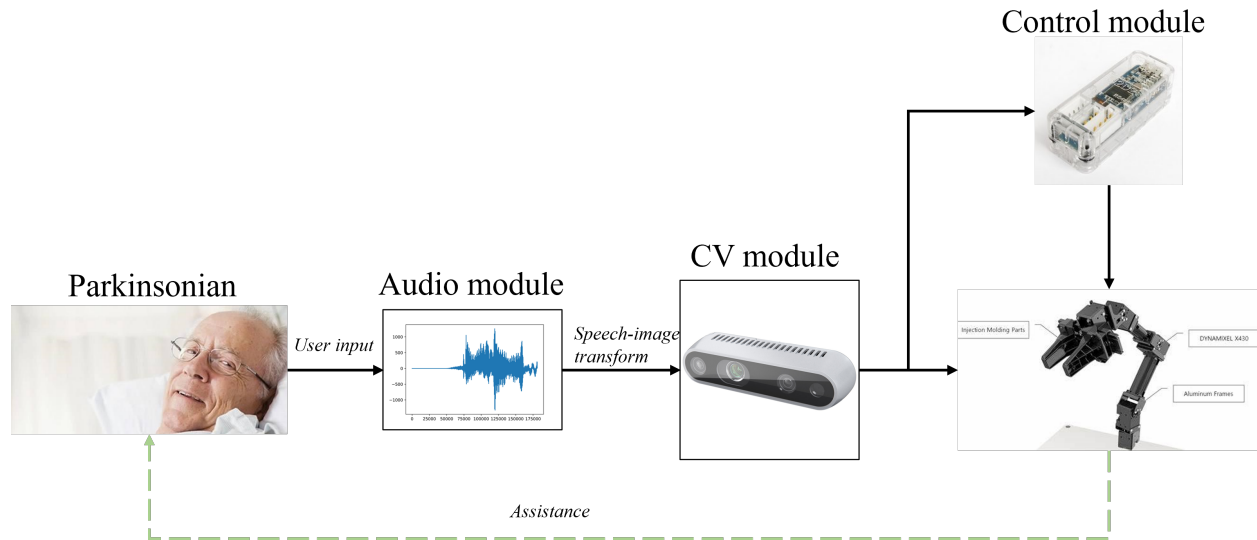 Control module
CV module
Parkinsonian
Audio module
User input
Speech-image
transform
1000
500
0
−500
−1000
0 25000 50000 75000 100000 125000 150000 175000
Injection Molding Parts
DYNAMIXEL X430
Aluminum Frames
Assistance